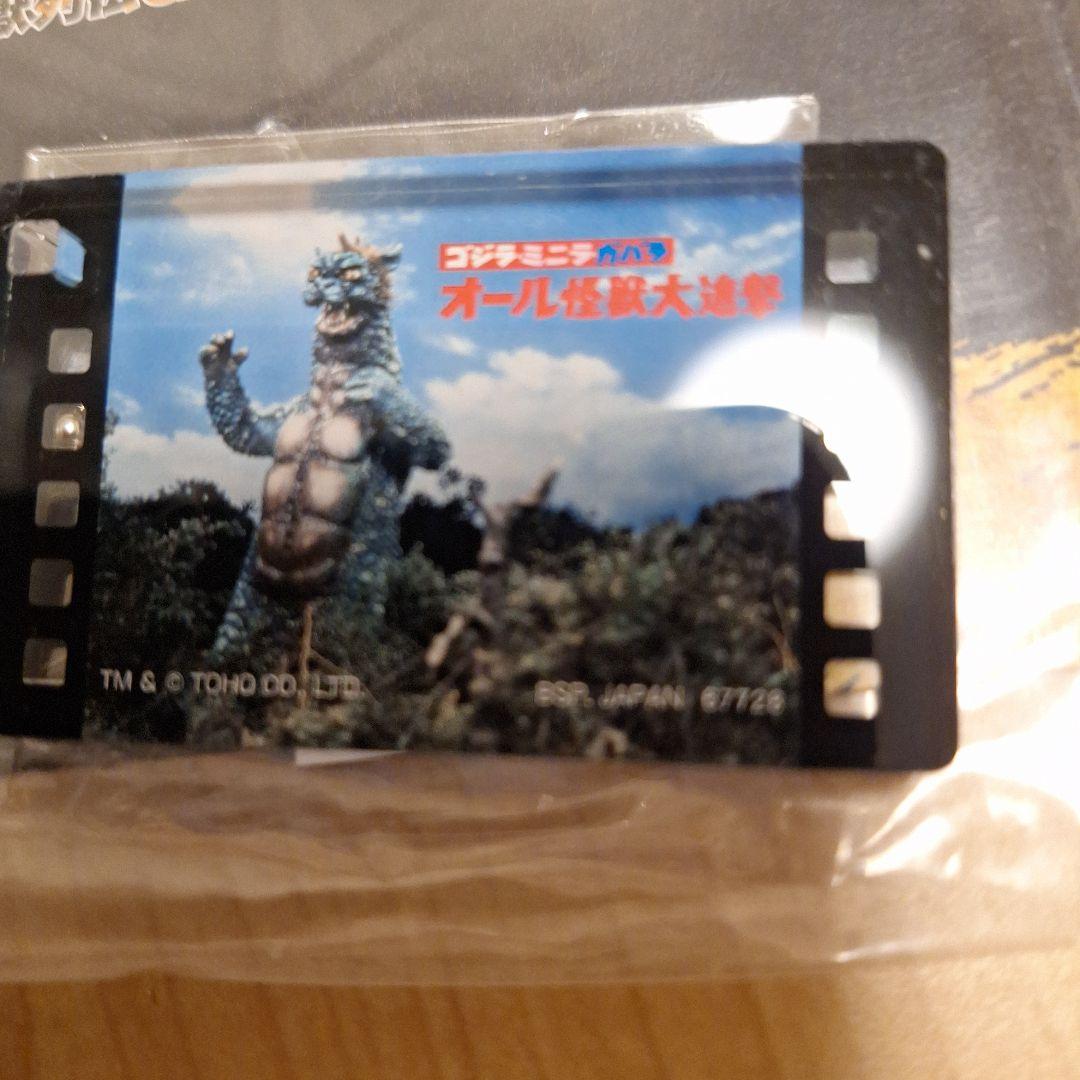 ゴジラ・ミニラ・ガバラ
オール怪獣大進撃
TM & © TOHO CO., LTD.
BSP. JAPAN 67728